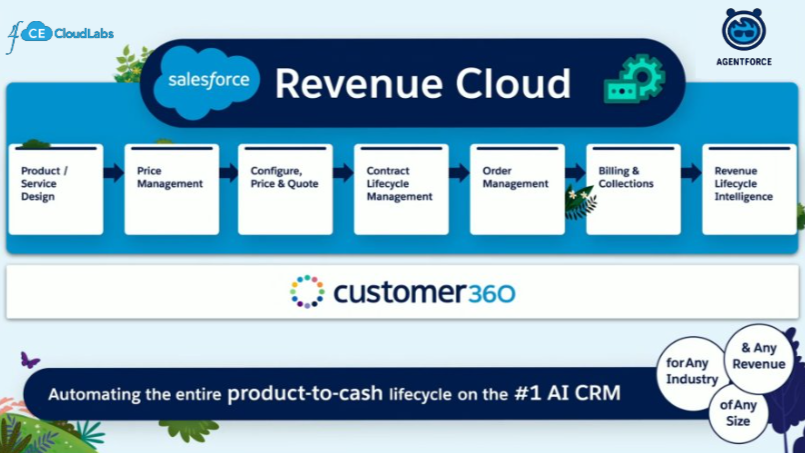 CE CloudLabs
AGENTFORCE
salesforce Revenue Cloud
Product /
Service
Design
Price
Management
Configure,
Price & Quote
Contract
Lifecycle
Management
Order
Management
Billing &
Collections
Revenue
Lifecycle
Intelligence
customer360
Automating the entire product-to-cash lifecycle on the #1 AI CRM
for Any
Industry
& Any
Revenue
of Any
Size